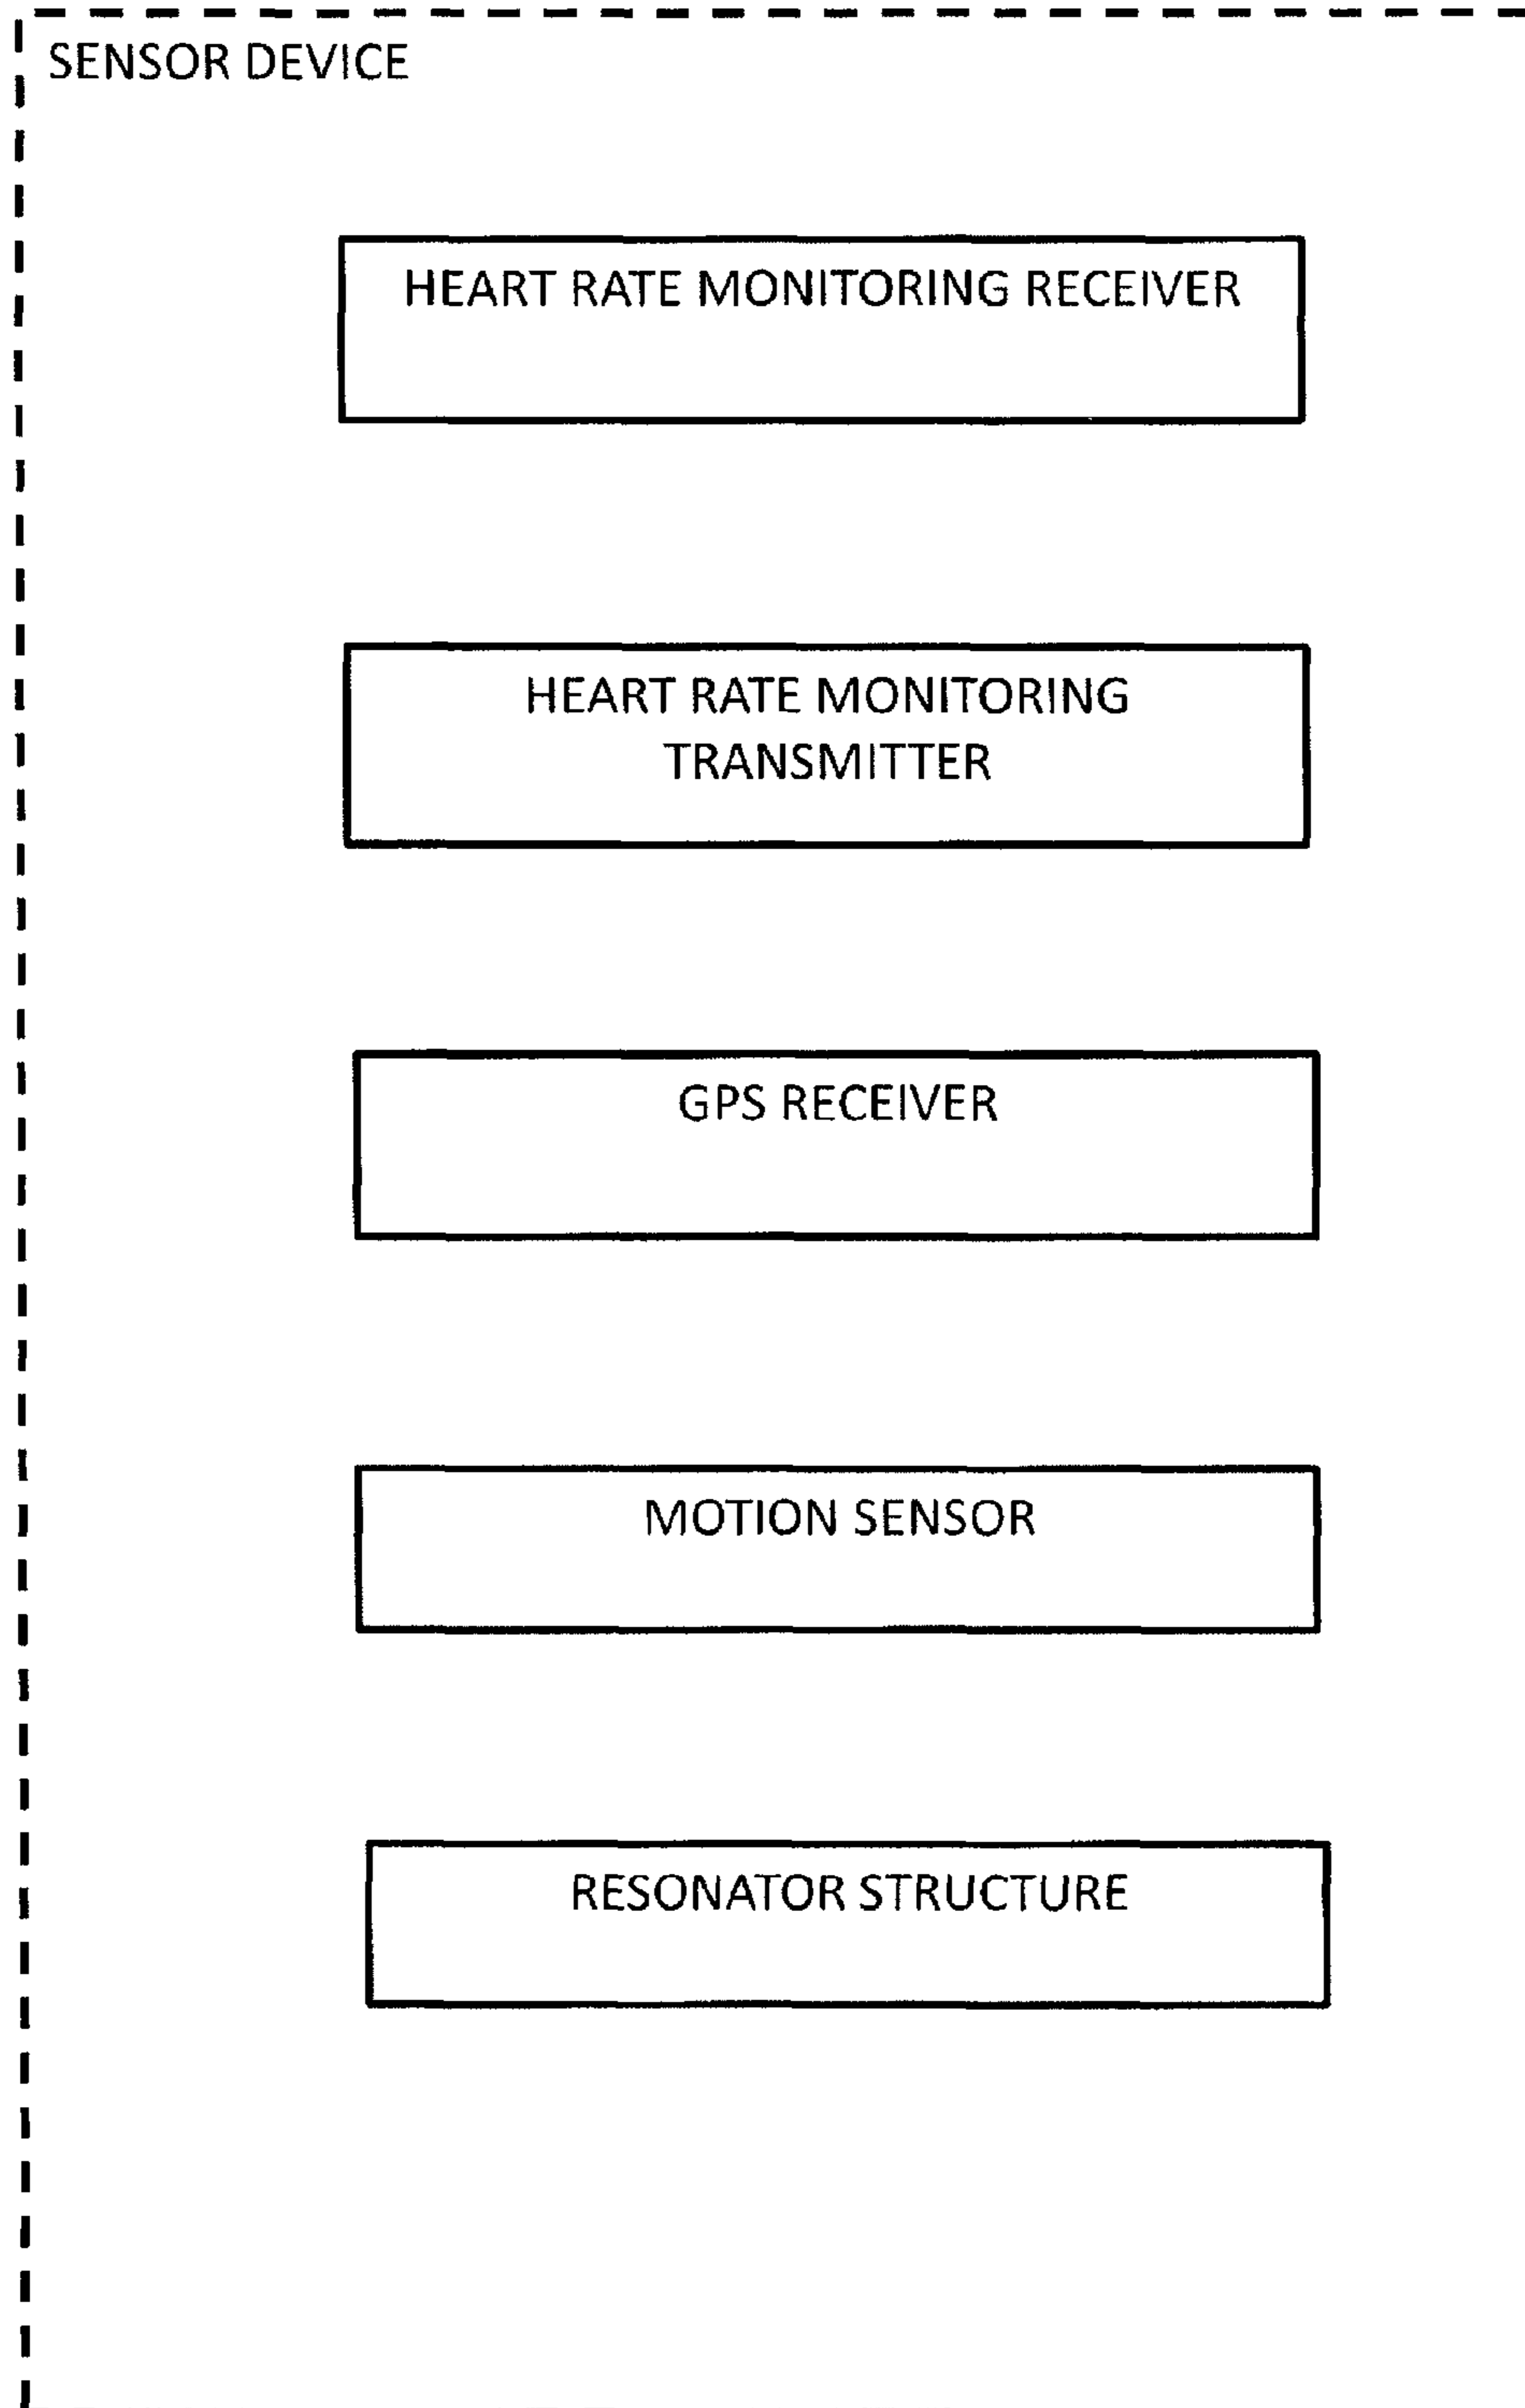 SENSOR DEVICE
HEART RATE MONITORING RECEIVER
HEART RATE MONITORING
TRANSMITTER
GPS RECEIVER
MOTION SENSOR
RESONATOR STRUCTURE